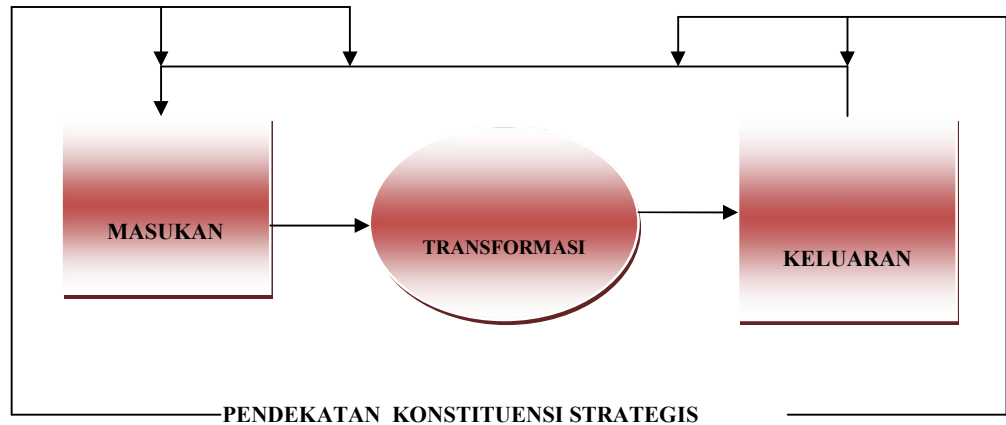 MASUKAN
TRANSFORMASI
KELUARAN
PENDEKATAN KONSTITUENSI STRATEGIS